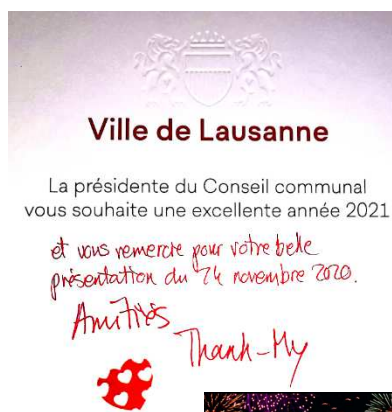 Ville de Lausanne
La présidente du Conseil communal
vous souhaite une excellente année 2021
et vous remercie pour votre belle
présentation du 24 novembre 2020.
Amitiés
Thanh-My